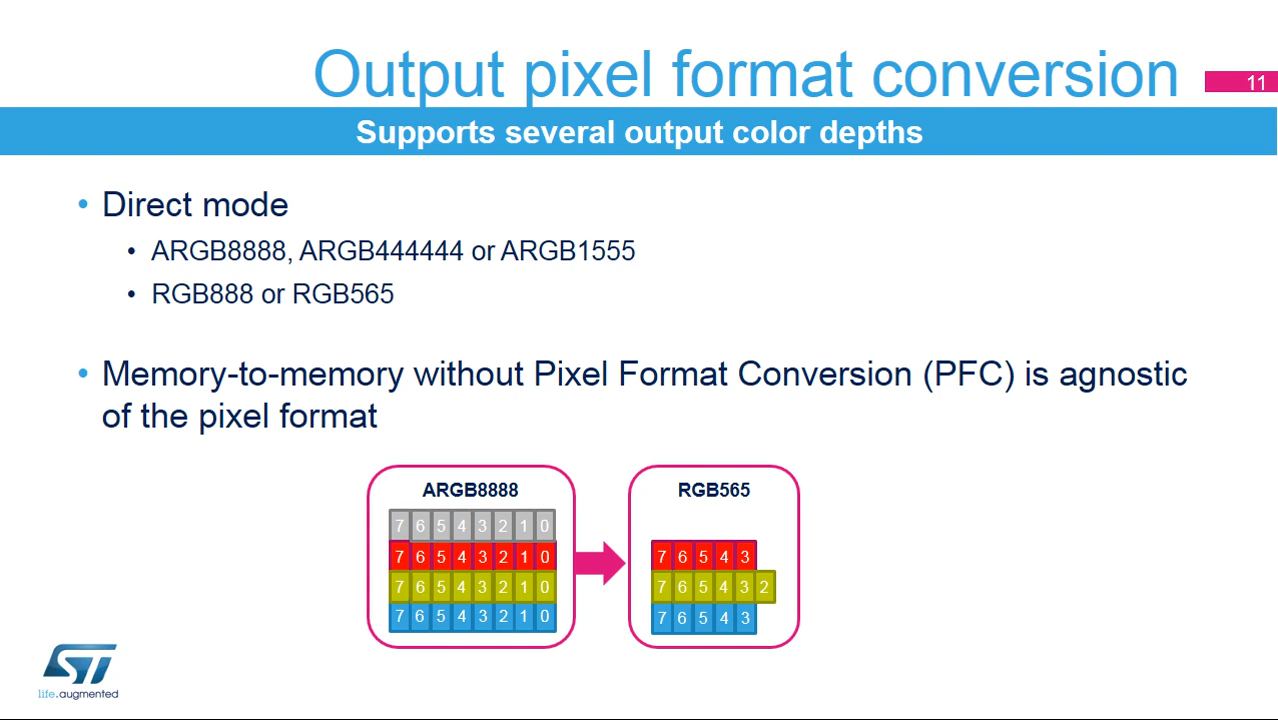 Output pixel format conversion
11
Supports several output color depths
• Direct mode
• ARGB8888, ARGB444444 or ARGB1555
• RGB888 or RGB565
• Memory-to-memory without Pixel Format Conversion (PFC) is agnostic
of the pixel format
ARGB8888
7 6 5 4 3 2 1 0
7 6 5 4 3 2 1 0
7 6 5 4 3 2 1 0
7 6 5 4 3 2 1 0
RGB565
7 6 5 4 3
7 6 5 4 3 2
7 6 5 4 3
ST
life.augmented